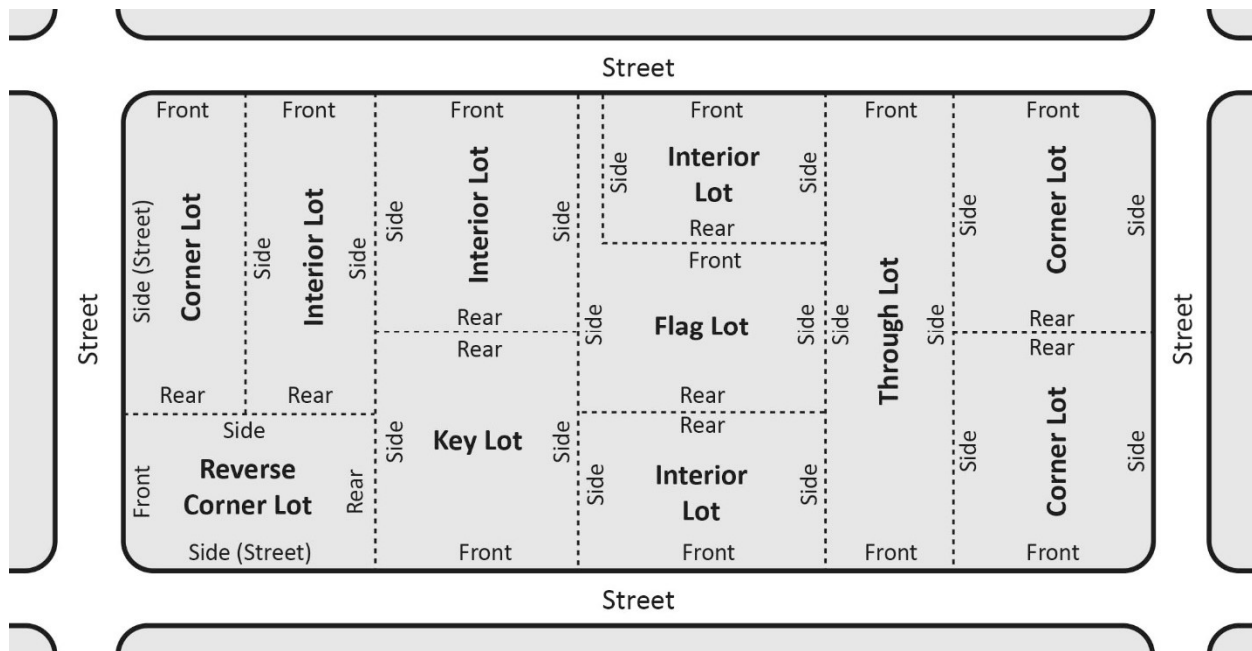 Street
Front
Front
Front
Front
Front
Front
Side (Street)
Corner Lot
Side
Interior Lot
Side
Side
Interior Lot
Side
Side
Interior
Lot
Side
Rear
Front
Side
Flag Lot
Side
Rear
Side
Through Lot
Side
Side
Corner Lot
Side
Rear
Rear
Rear
Rear
Rear
Rear
Street
Street
Side
Front
Reverse
Corner Lot
Rear
Side (Street)
Side
Key Lot
Side
Front
Rear
Side
Interior
Lot
Side
Front
Front
Side
Corner Lot
Side
Front
Street